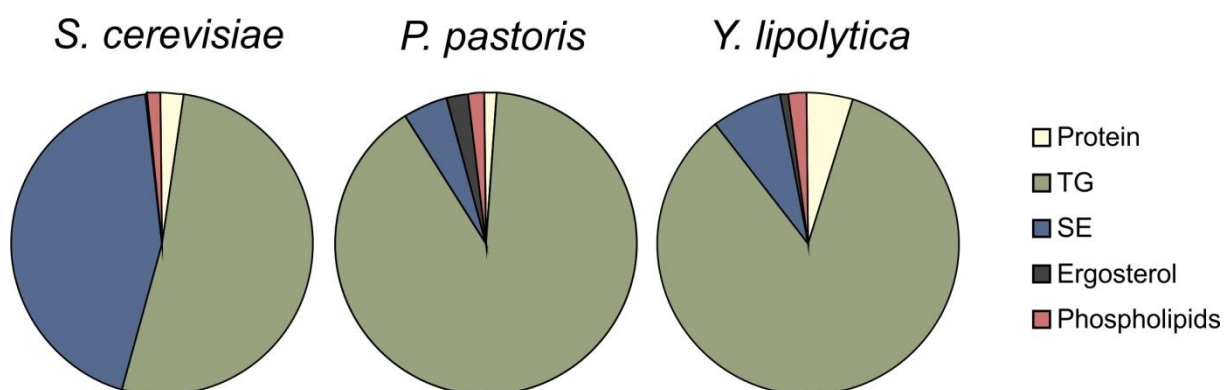 S. cerevisiae
P. pastoris
Y. lipolytica
Protein
TG
SE
Ergosterol
Phospholipids